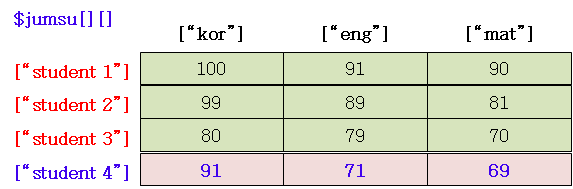 $jumsu[][]
[“kor”] [“eng”] [“mat”]
[“student 1”] 100 91 90
[“student 2”] 99 89 81
[“student 3”] 80 79 70
[“student 4”] 91 71 69